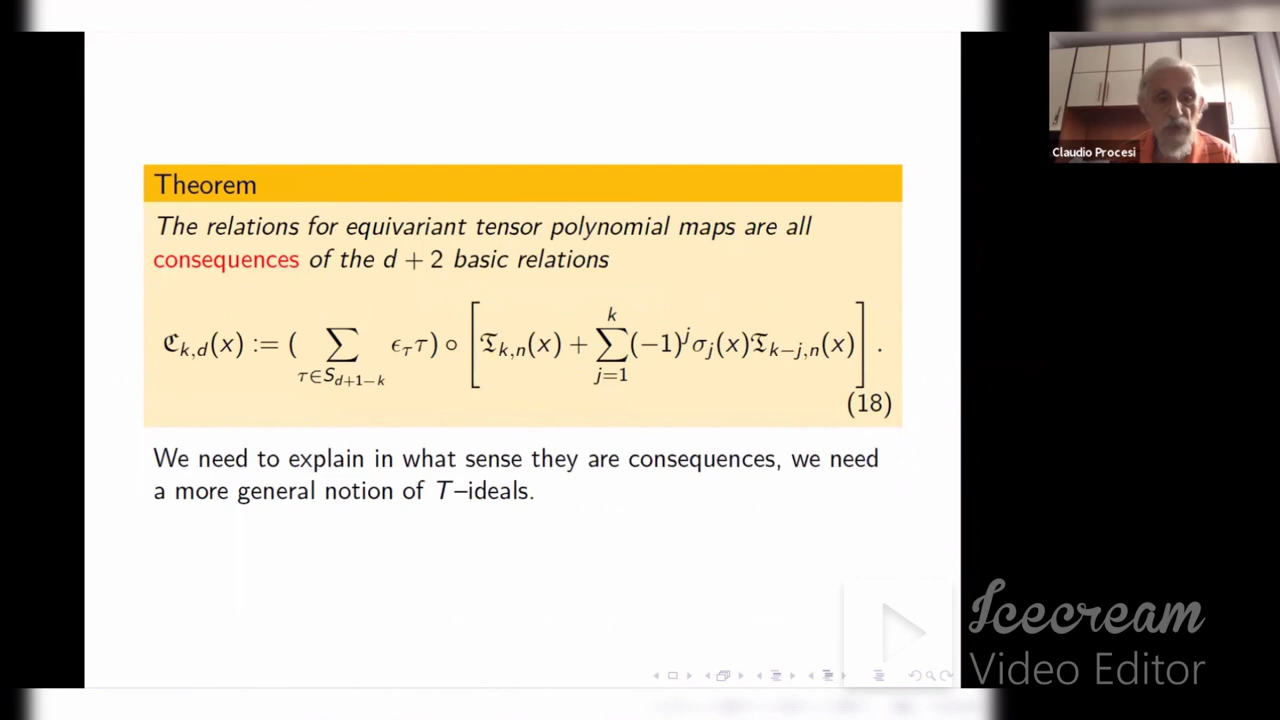 Theorem
The relations for equivariant tensor polynomial maps are all
consequences of the d + 2 basic relations
ℭ_{k,d}(x) := ( ∑_{τ∈S_{d+1−k}} ϵ_τ τ) ∘ [ 𝔗_{k,n}(x) + ∑_{j=1}^{k} (−1)^j σ_j(x) 𝔗_{k−j,n}(x) ] .
(18)
We need to explain in what sense they are consequences, we need
a more general notion of T–ideals.
Claudio Procesi
Icecream
Video Editor